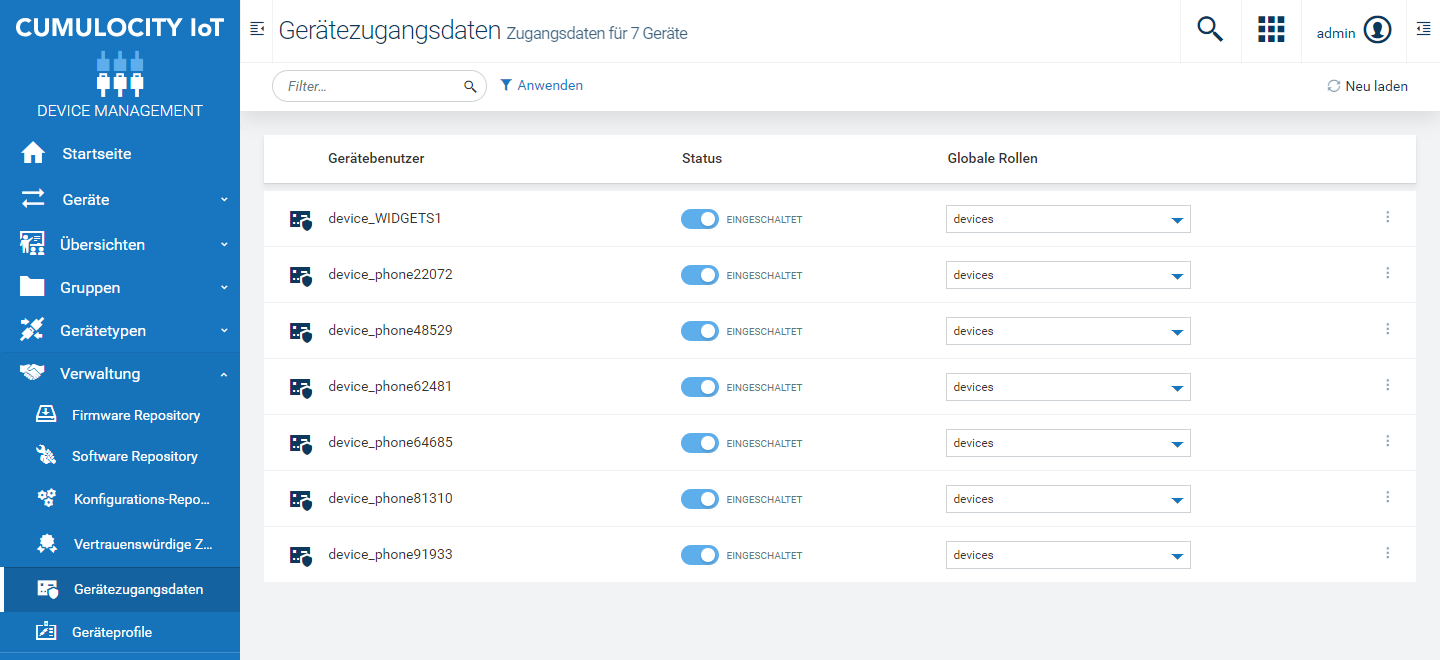 CUMULOCITY IoT
DEVICE MANAGEMENT
Startseite
Geräte
Übersichten
Gruppen
Gerätetypen
Verwaltung
Firmware Repository
Software Repository
Konfigurations-Repo...
Vertrauenswürdige Z...
Gerätezugangsdaten
Geräteprofile
Gerätezugangsdaten Zugangsdaten für 7 Geräte
admin
Filter... Anwenden Neu laden
Gerätebenutzer Status Globale Rollen
device_WIDGETS1 EINGESCHALTET devices
device_phone22072 EINGESCHALTET devices
device_phone48529 EINGESCHALTET devices
device_phone62481 EINGESCHALTET devices
device_phone64685 EINGESCHALTET devices
device_phone81310 EINGESCHALTET devices
device_phone91933 EINGESCHALTET devices